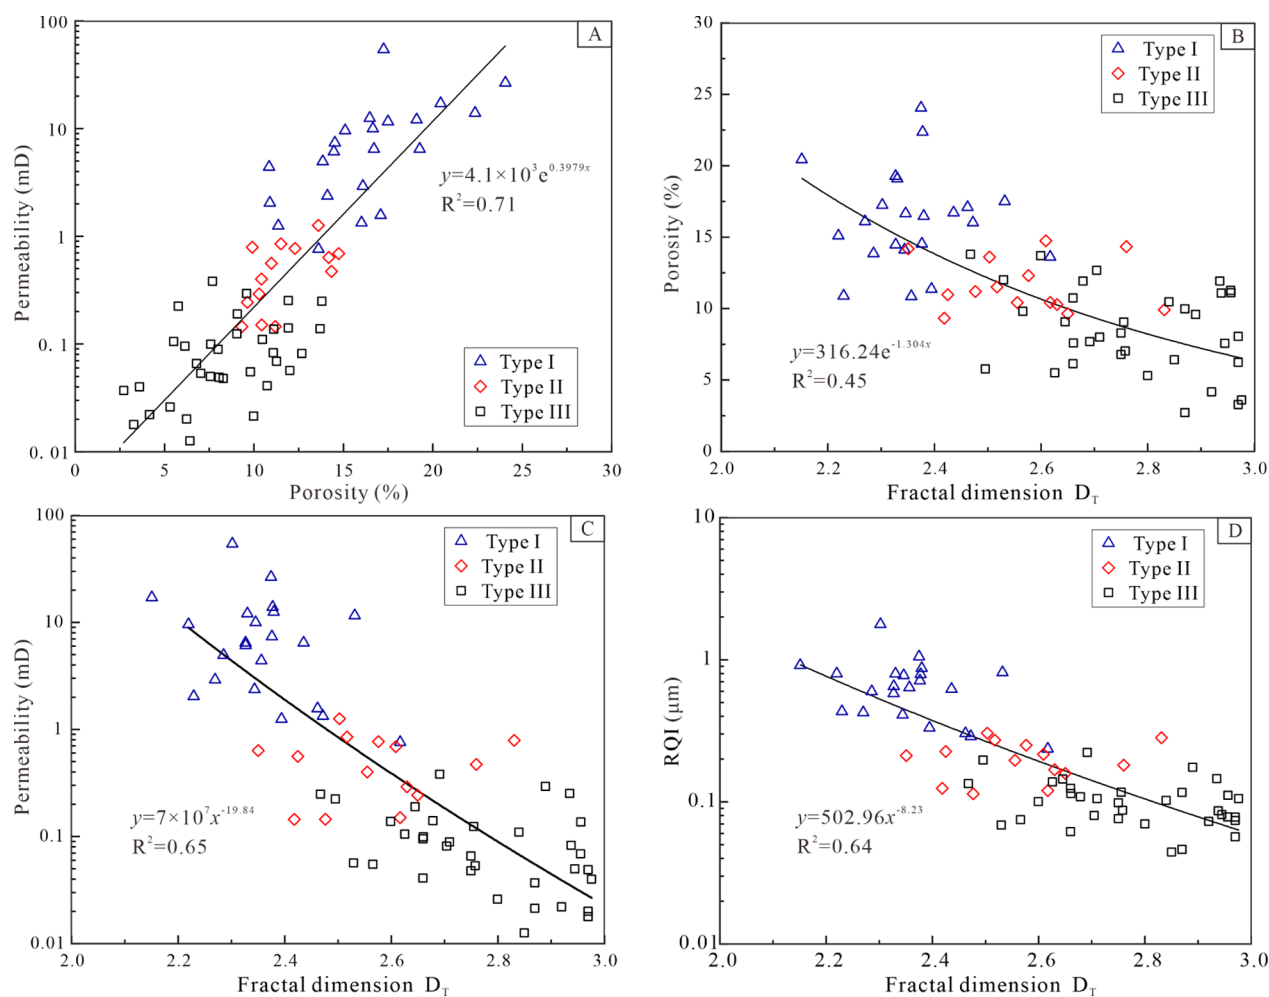 A
100
10
1
0.1
0.01
Permeability (mD)
y=4.1×10³e⁰·³⁹⁷⁹ˣ
R²=0.71
Type I
Type II
Type III
0 5 10 15 20 25 30
Porosity (%)
B
30
25
20
15
10
5
0
Porosity (%)
Type I
Type II
Type III
y=316.24e⁻¹·³⁰⁴ˣ
R²=0.45
2.0 2.2 2.4 2.6 2.8 3.0
Fractal dimension D_T
C
100
10
1
0.1
0.01
Permeability (mD)
Type I
Type II
Type III
y=7×10⁷x⁻¹⁹·⁸⁴
R²=0.65
2.0 2.2 2.4 2.6 2.8 3.0
Fractal dimension D_T
D
10
1
0.1
0.01
RQI (μm)
Type I
Type II
Type III
y=502.96x⁻⁸·²³
R²=0.64
2.0 2.2 2.4 2.6 2.8 3.0
Fractal dimension D_T